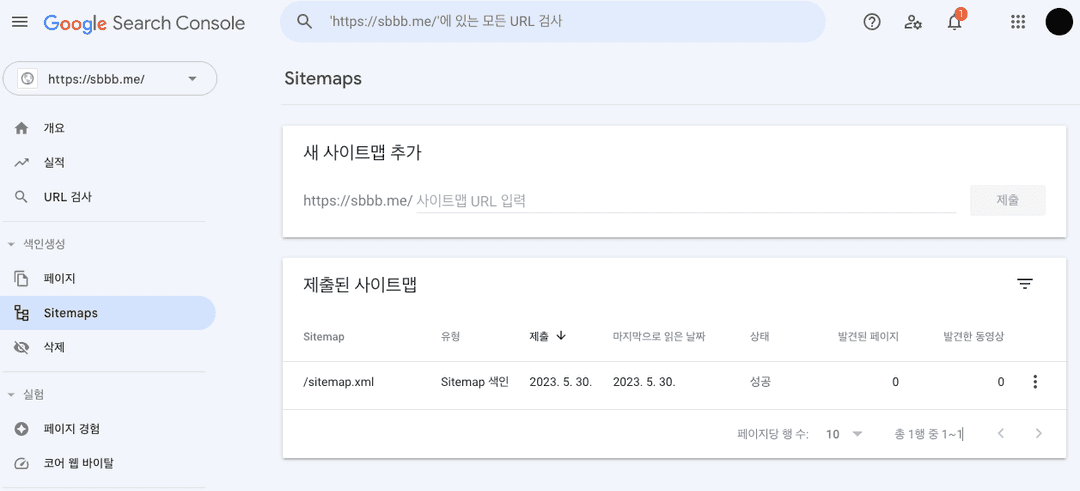 Google Search Console
'https://sbbb.me/'에 있는 모든 URL 검사
1
https://sbbb.me/
Sitemaps
개요
실적
URL 검사
색인생성
페이지
Sitemaps
삭제
실험
페이지 경험
코어 웹 바이탈
새 사이트맵 추가
https://sbbb.me/ 사이트맵 URL 입력
제출
제출된 사이트맵
Sitemap 유형 제출 마지막으로 읽은 날짜 상태 발견된 페이지 발견한 동영상
/sitemap.xml Sitemap 색인 2023. 5. 30. 2023. 5. 30. 성공 0 0
페이지당 행 수: 10 총 1행 중 1~1